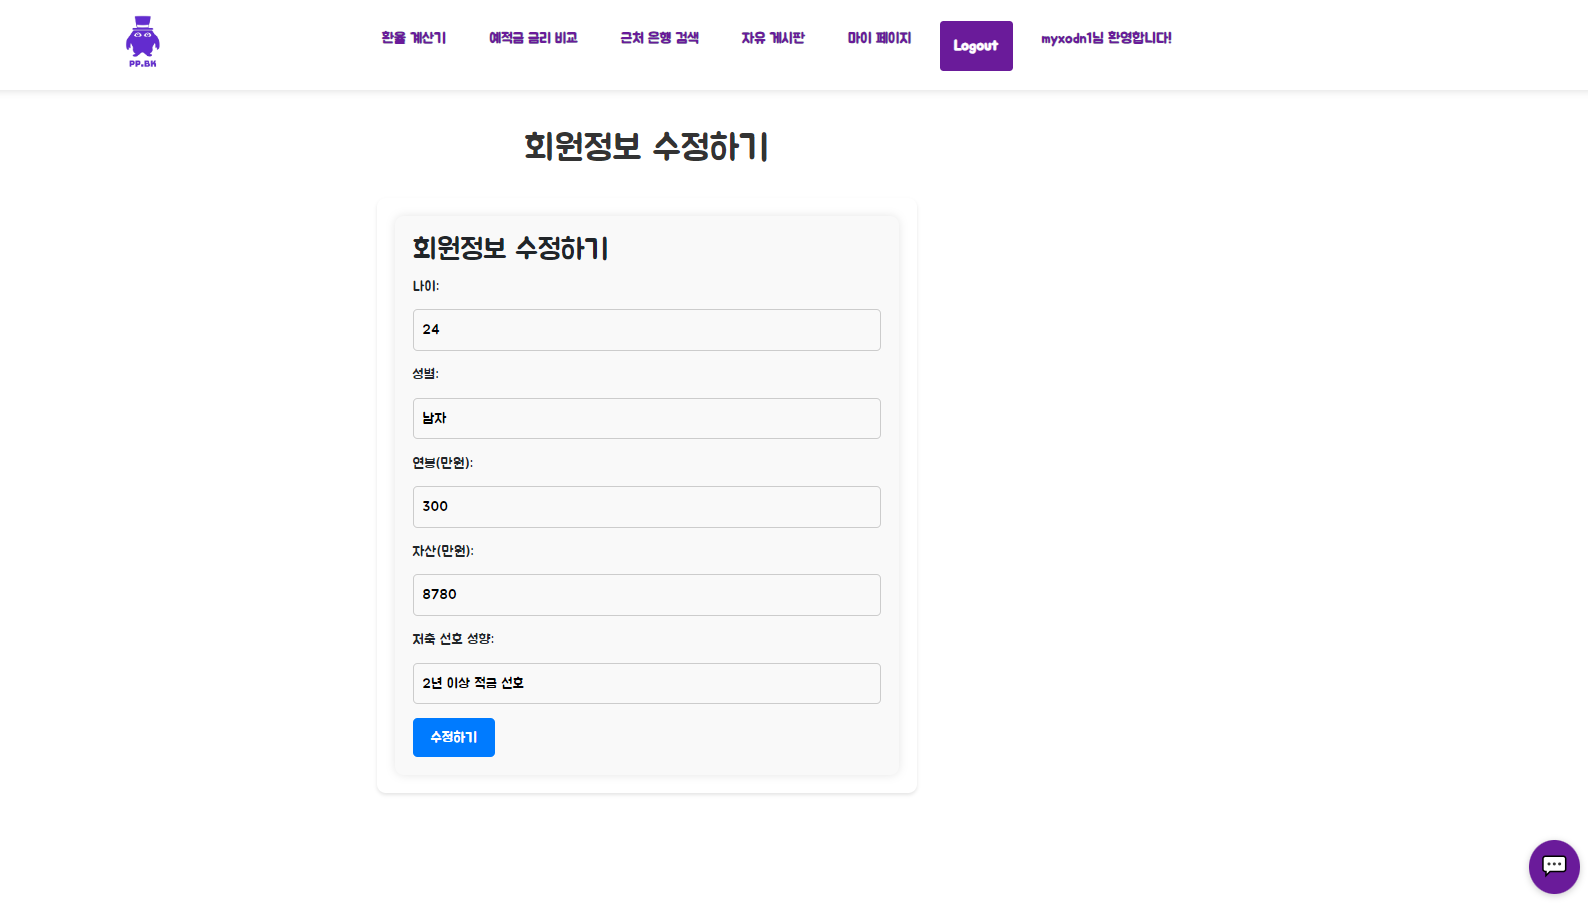 PP.BK
환율 계산기 예적금 금리 비교 근처 은행 검색 자유 게시판 마이 페이지 Logout myxodn1님 환영합니다!
회원정보 수정하기
회원정보 수정하기
나이:
24
성별:
남자
연봉(만원):
300
자산(만원):
8780
저축 선호 성향:
2년 이상 적금 선호
수정하기